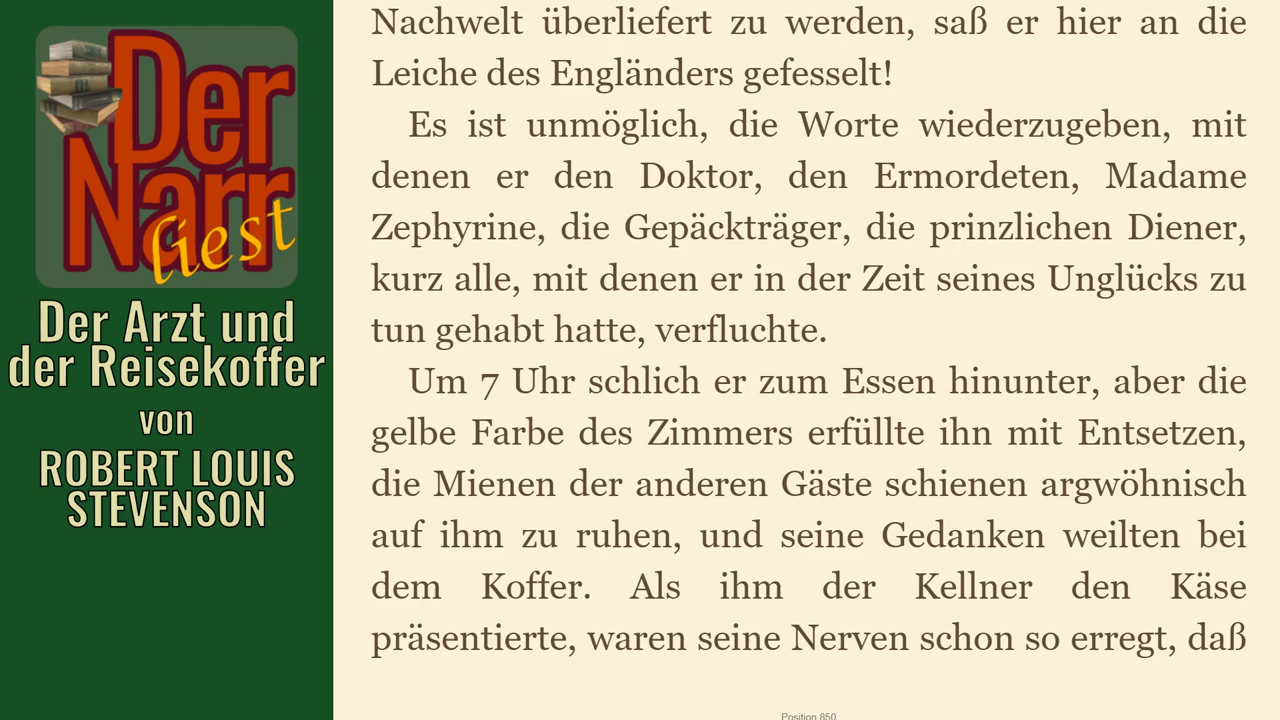 Der
Narr
liest
Der Arzt und
der Reisekoffer
von
ROBERT LOUIS
STEVENSON
Nachwelt überliefert zu werden, saß er hier an die
Leiche des Engländers gefesselt!
Es ist unmöglich, die Worte wiederzugeben, mit
denen er den Doktor, den Ermordeten, Madame
Zephyrine, die Gepäckträger, die prinzlichen Diener,
kurz alle, mit denen er in der Zeit seines Unglücks zu
tun gehabt hatte, verfluchte.
Um 7 Uhr schlich er zum Essen hinunter, aber die
gelbe Farbe des Zimmers erfüllte ihn mit Entsetzen,
die Mienen der anderen Gäste schienen argwöhnisch
auf ihm zu ruhen, und seine Gedanken weilten bei
dem Koffer. Als ihm der Kellner den Käse
präsentierte, waren seine Nerven schon so erregt, daß
Position 850